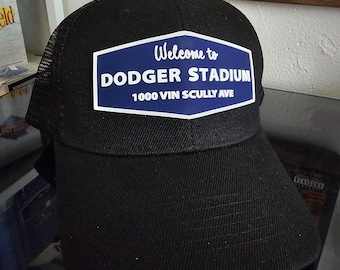 Welcome to
DODGER STADIUM
1000 VIN SCULLY AVE